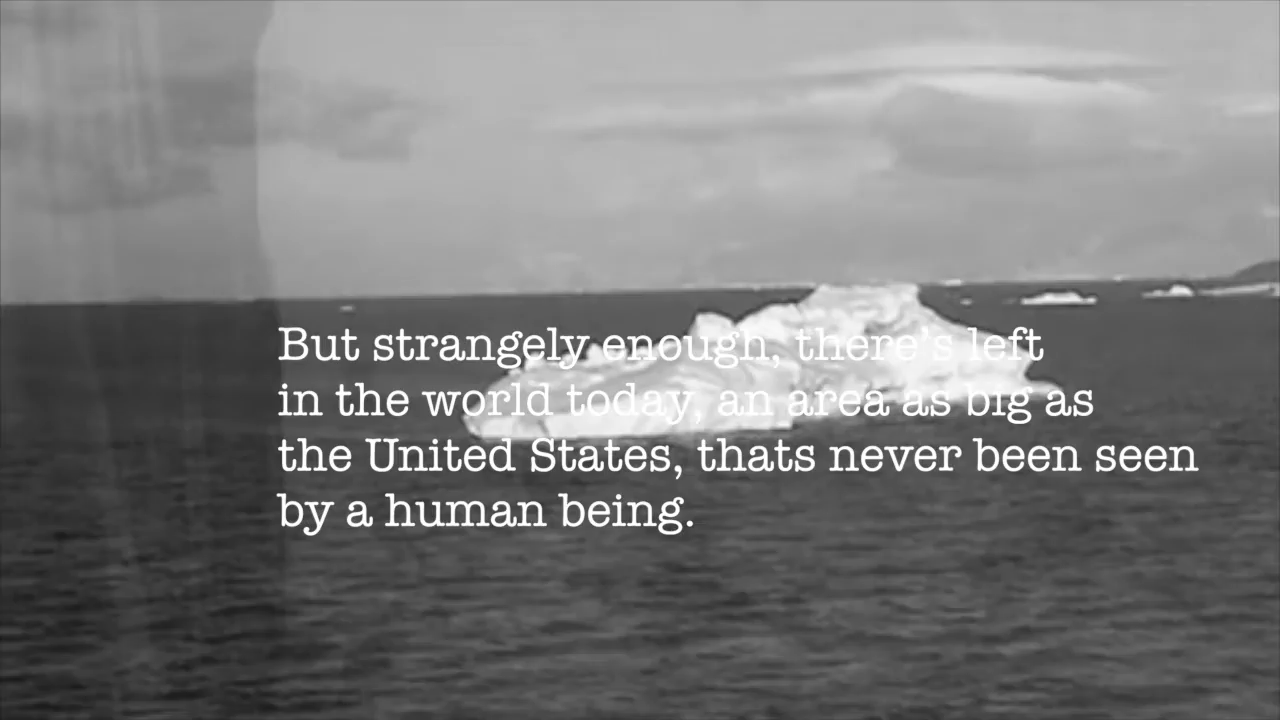 But strangely enough, there's left
in the world today, an area as big as
the United States, thats never been seen
by a human being.